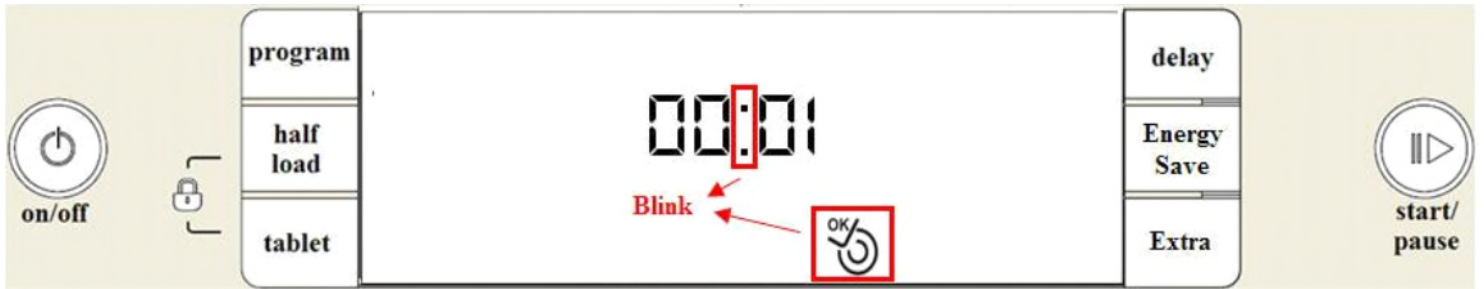 on/off
program
half
load
tablet
00:01
Blink
OK
delay
Energy
Save
Extra
start/
pause